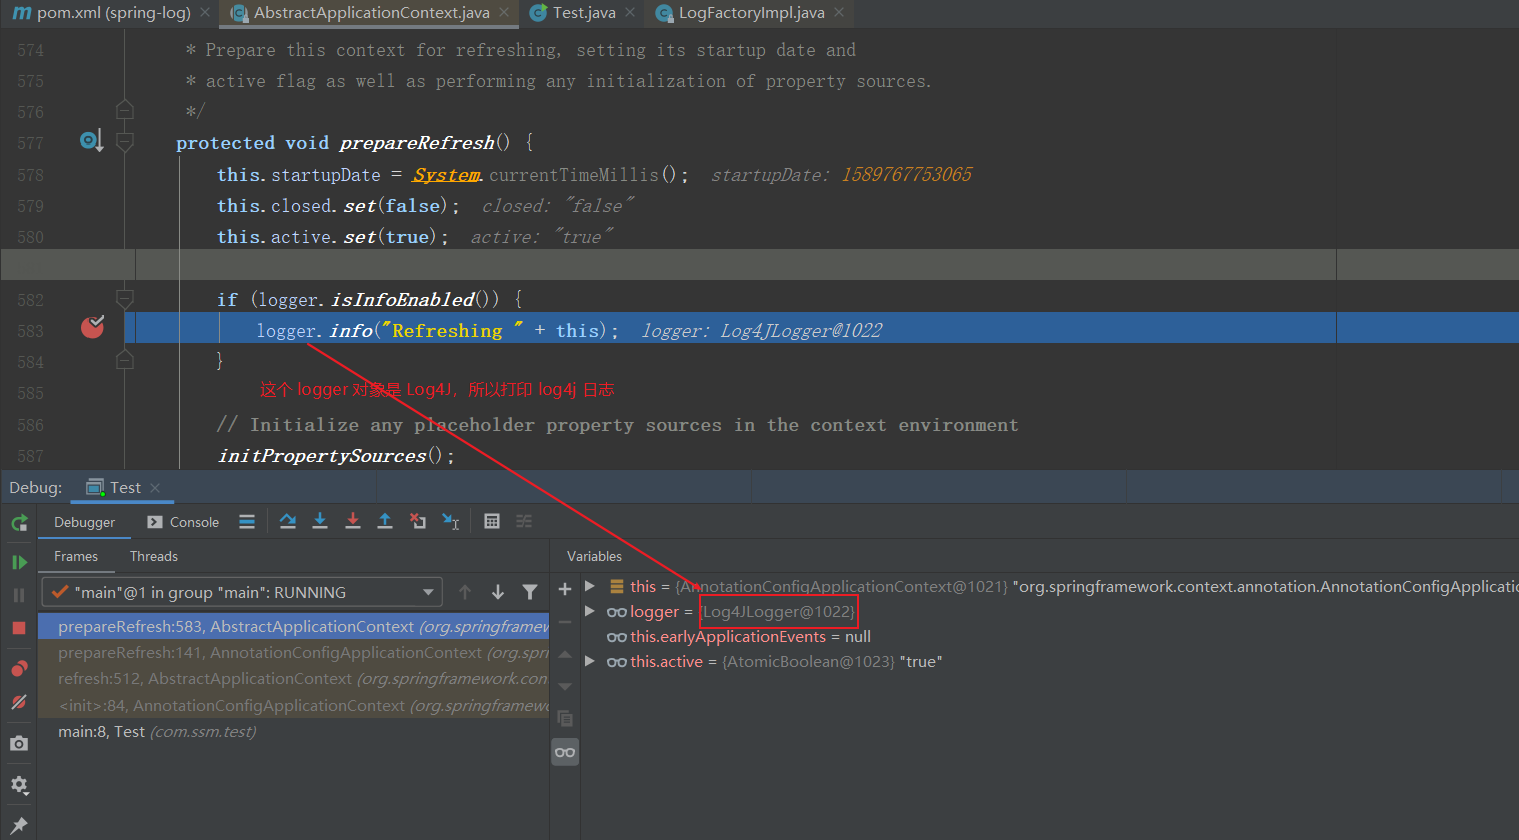 pom.xml (spring-log) AbstractApplicationContext.java Test.java LogFactoryImpl.java
574 * Prepare this context for refreshing, setting its startup date and
575 * active flag as well as performing any initialization of property sources.
576 */
577 protected void prepareRefresh() {
578 this.startupDate = System.currentTimeMillis(); startupDate: 1589767753065
579 this.closed.set(false); closed: "false"
580 this.active.set(true); active: "true"
582 if (logger.isInfoEnabled()) {
583 logger.info("Refreshing " + this); logger: Log4JLogger@1022
584 }
585 这个 logger 对象是 Log4J，所以打印 log4j 日志
586 // Initialize any placeholder property sources in the context environment
587 initPropertySources();
Debug: Test
Debugger Console
Frames Threads Variables
"main"@1 in group "main": RUNNING
prepareRefresh:583, AbstractApplicationContext (org.springframew
prepareRefresh:141, AnnotationConfigApplicationContext (org.sp
refresh:512, AbstractApplicationContext (org.springframework.con
<init>:84, AnnotationConfigApplicationContext (org.springframew
main:8, Test (com.ssm.test)
this = {AnnotationConfigApplicationContext@1021} "org.springframework.context.annotation.AnnotationConfigApplication
logger = {Log4JLogger@1022}
this.earlyApplicationEvents = null
this.active = {AtomicBoolean@1023} "true"